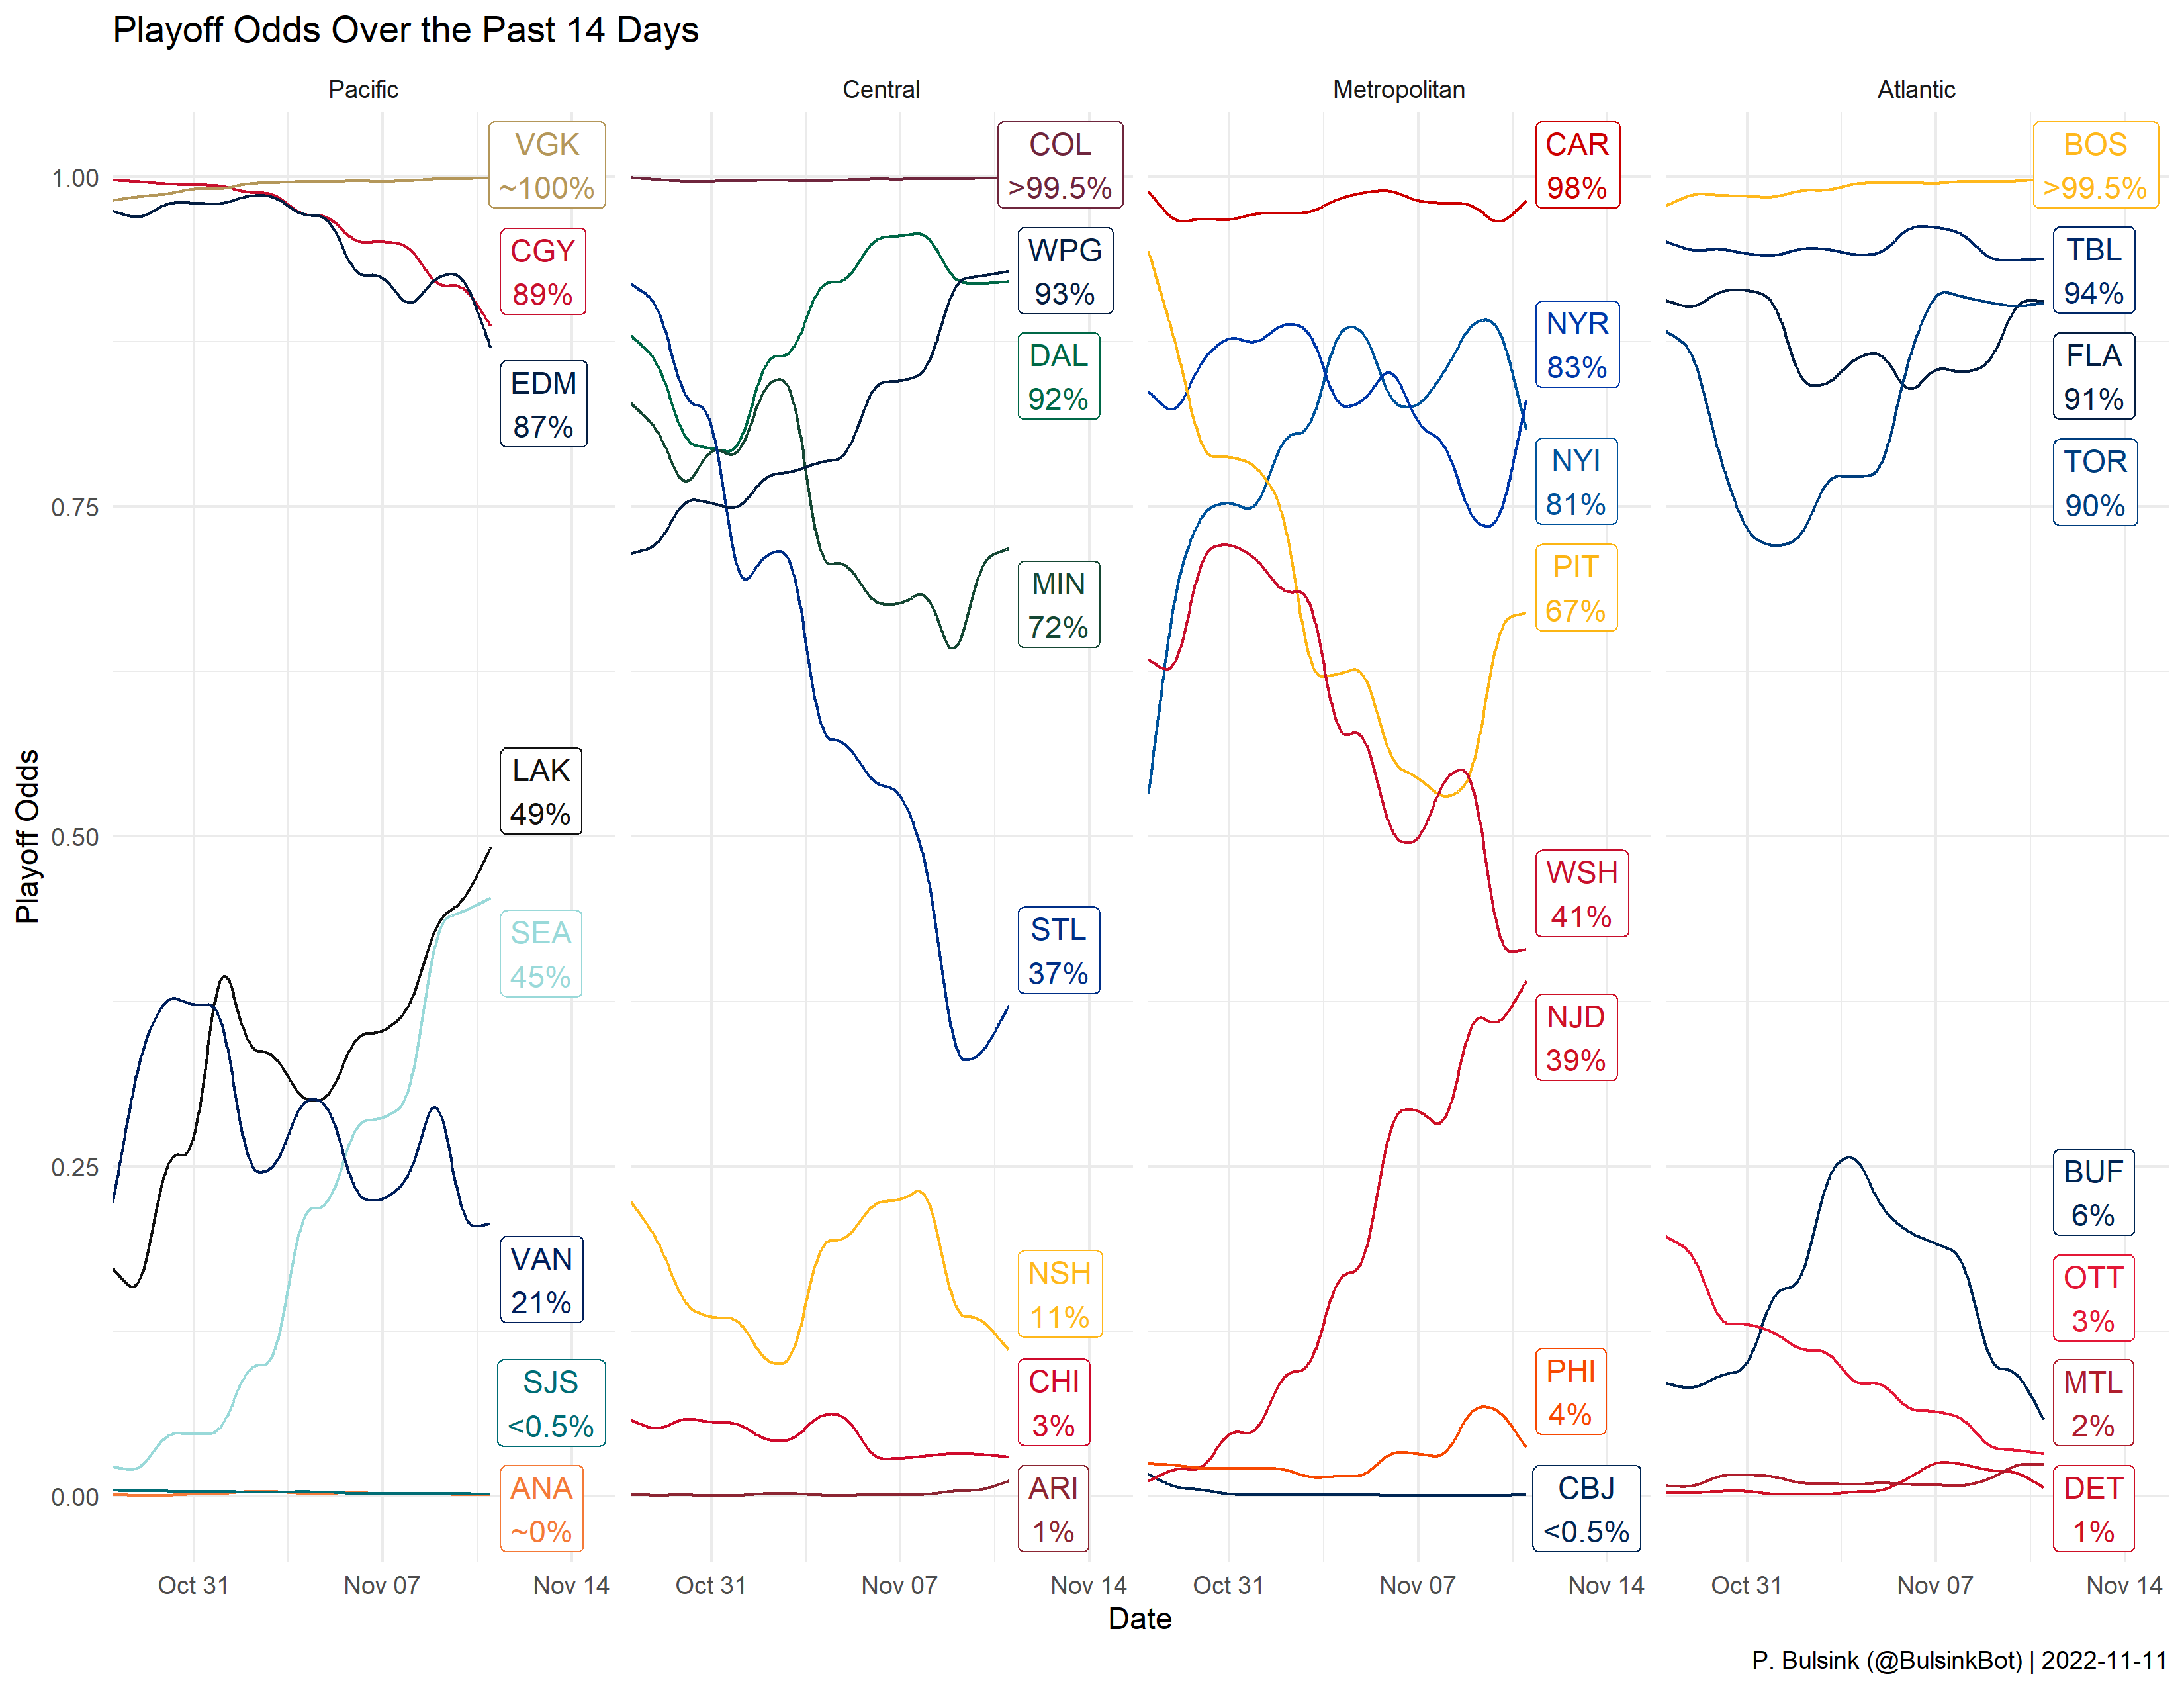 Playoff Odds Over the Past 14 Days
Pacific
Central
Metropolitan
Atlantic
Playoff Odds
1.00
0.75
0.50
0.25
0.00
VGK
~100%
CGY
89%
EDM
87%
LAK
49%
SEA
45%
VAN
21%
SJS
<0.5%
ANA
~0%
COL
>99.5%
WPG
93%
DAL
92%
MIN
72%
STL
37%
NSH
11%
CHI
3%
ARI
1%
CAR
98%
NYR
83%
NYI
81%
PIT
67%
WSH
41%
NJD
39%
PHI
4%
CBJ
<0.5%
BOS
>99.5%
TBL
94%
FLA
91%
TOR
90%
BUF
6%
OTT
3%
MTL
2%
DET
1%
Oct 31
Nov 07
Nov 14
Oct 31
Nov 07
Nov 14
Oct 31
Nov 07
Nov 14
Oct 31
Nov 07
Nov 14
Date
P. Bulsink (@BulsinkBot) | 2022-11-11